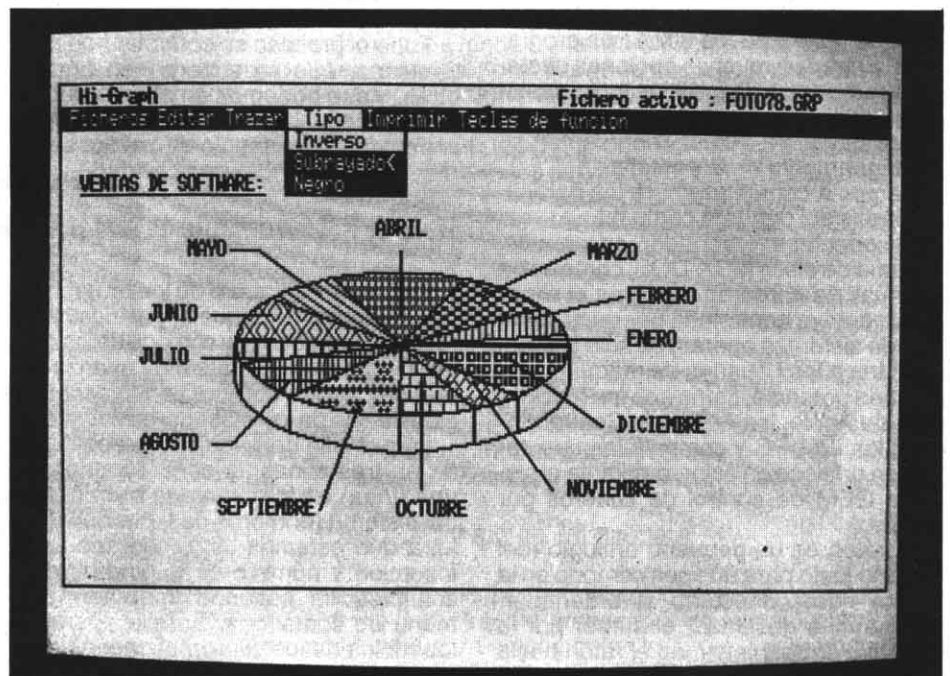 Hi-Graph Fichero activo : FOTO78.GRP
Ficheros Editar Trazar Tipo Imprimir Teclas de funcion
Inverso
Subrayado<
Negro
VENTAS DE SOFTWARE:
ABRIL
MAYO
MARZO
FEBRERO
JUNIO
ENERO
JULIO
DICIEMBRE
AGOSTO
NOVIEMBRE
SEPTIEMBRE
OCTUBRE